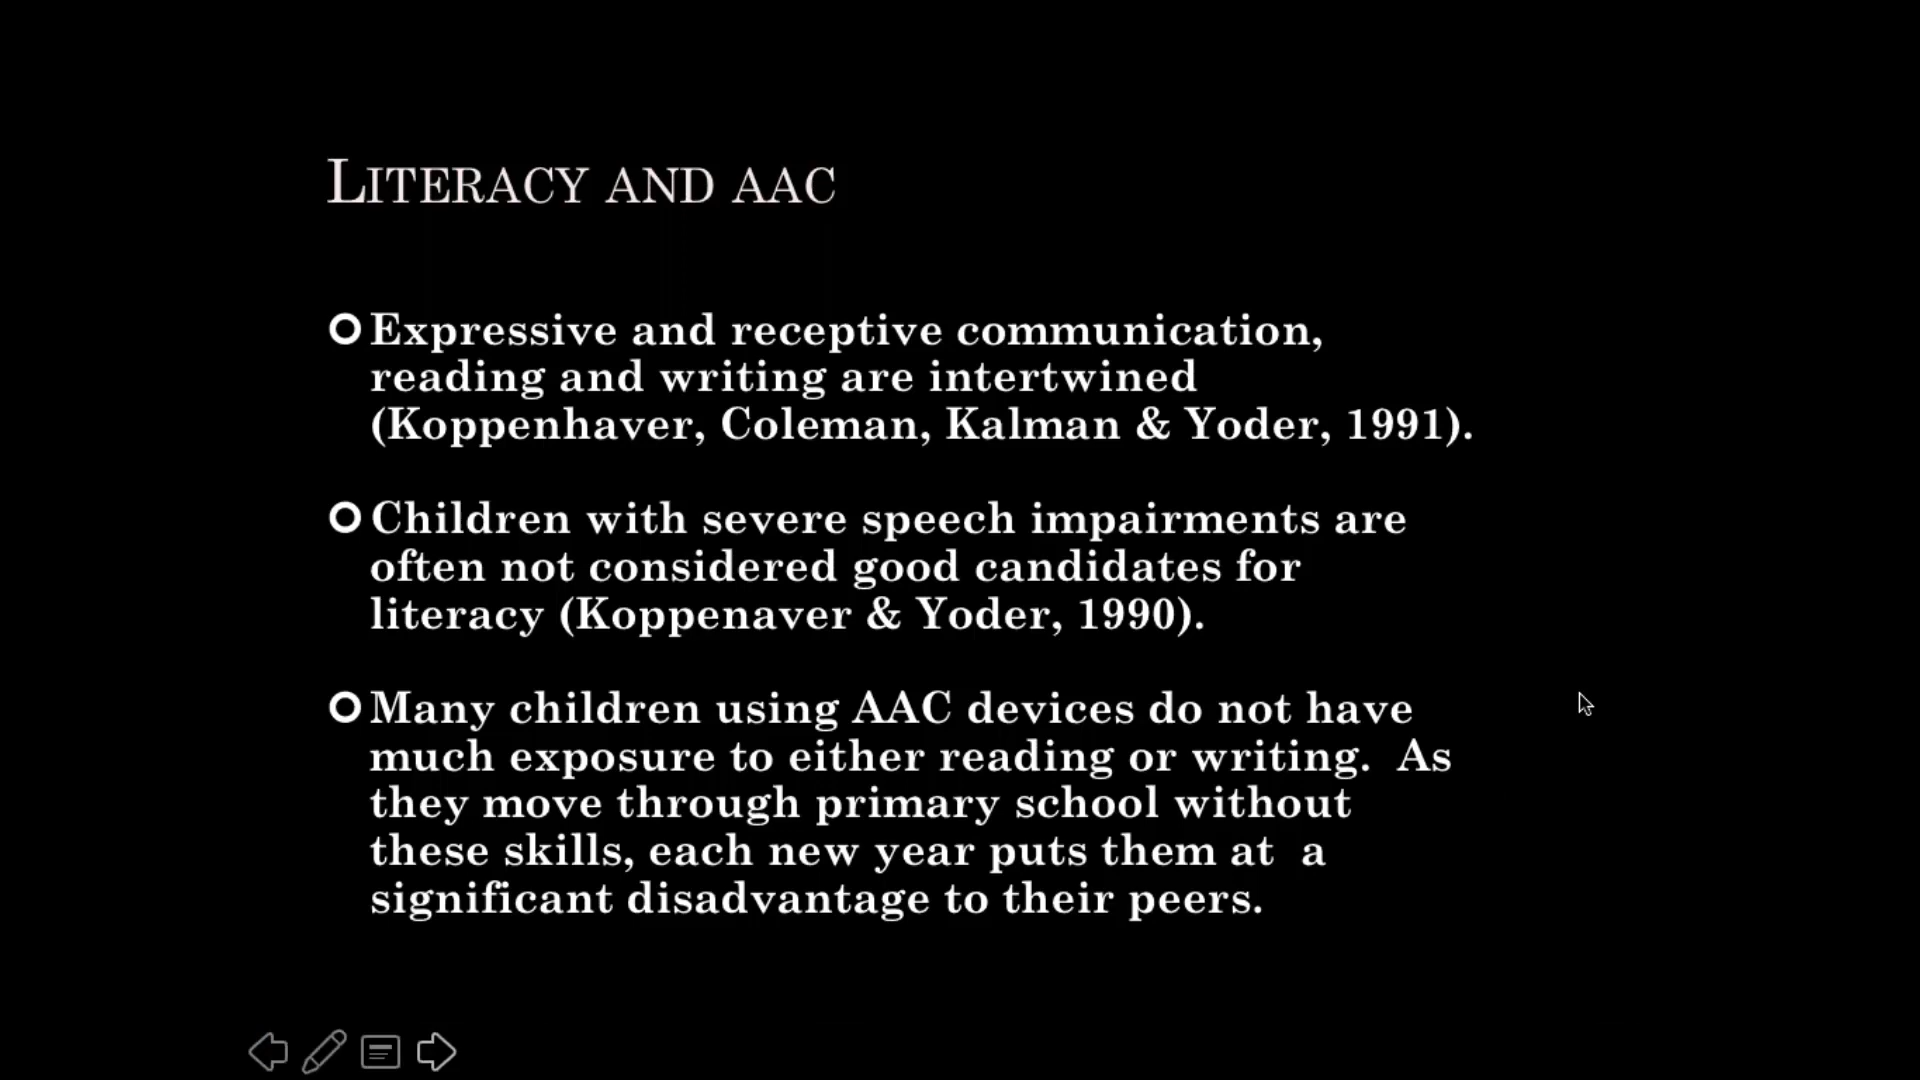 LITERACY AND AAC
Expressive and receptive communication,
reading and writing are intertwined
(Koppenhaver, Coleman, Kalman & Yoder, 1991).
Children with severe speech impairments are
often not considered good candidates for
literacy (Koppenaver & Yoder, 1990).
Many children using AAC devices do not have
much exposure to either reading or writing.  As
they move through primary school without
these skills, each new year puts them at  a
significant disadvantage to their peers.